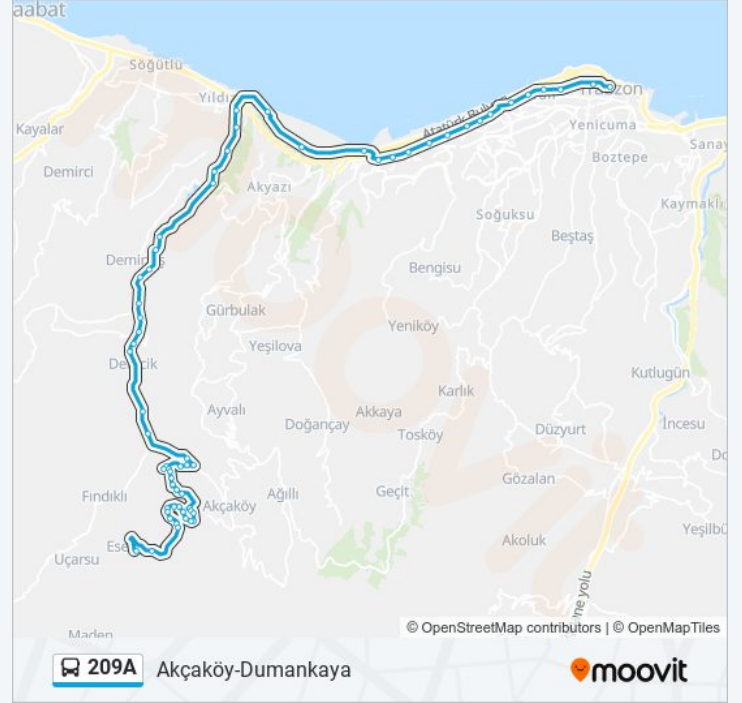 aabat
Söğütlü
Yıldız
Kayalar
Atatürk Bulv
Trabzon
Yenicuma
Sanay
Boztepe
Demirci
Akyazı
Kaymaklı
Soğuksu
Beştaş
Demirtaş
Bengisu
Gürbulak
Yeniköy
Yeşilova
Kutlugün
Karlık
Ayvalı
Akkaya
Doğançay
Tosköy
Düzyurt
İncesu
Gözalan
Fındıklı
Akçaköy
Ağıllı
Geçit
Yeşilbü
Akoluk
Uçarsu
Maden
© OpenStreetMap contributors | © OpenMapTiles
209A Akçaköy-Dumankaya
moovit